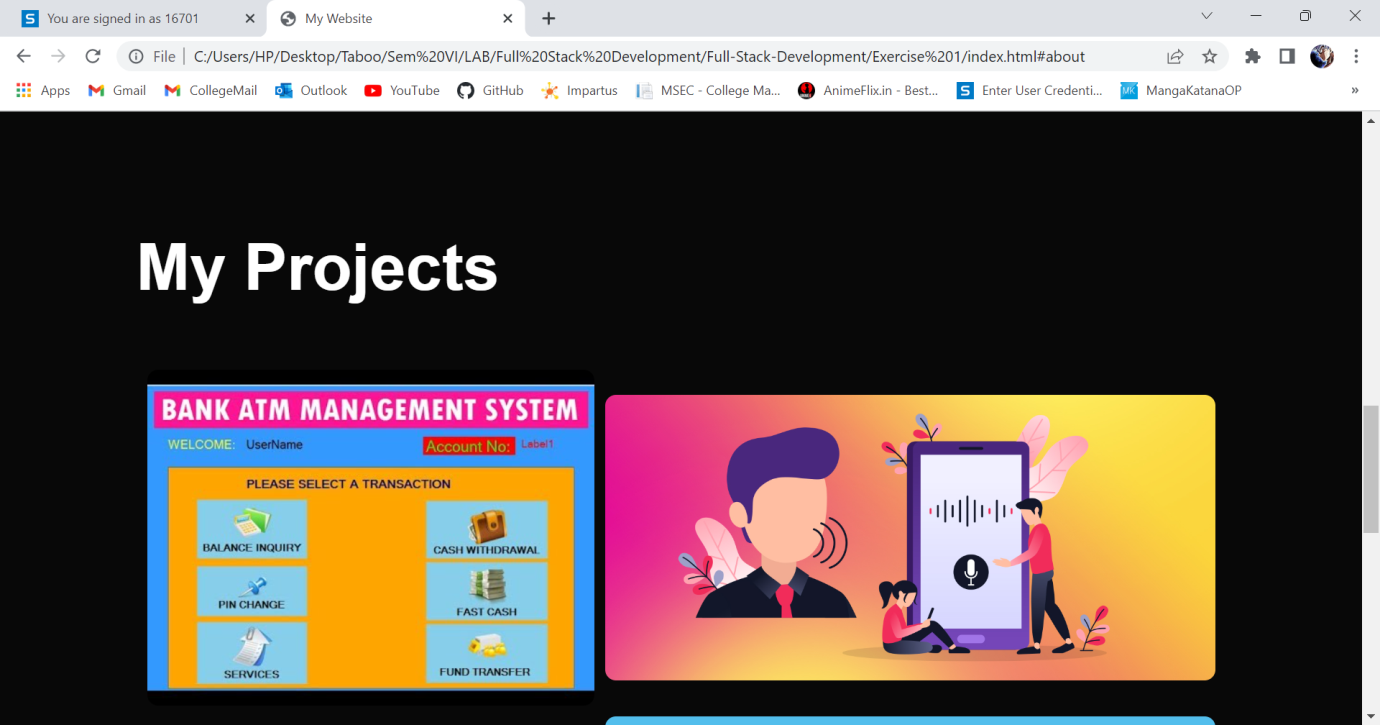 You are signed in as 16701
My Website
File
C:/Users/HP/Desktop/Taboo/Sem%20VI/LAB/Full%20Stack%20Development/Full-Stack-Development/Exercise%201/index.html#about
Apps
Gmail
CollegeMail
Outlook
YouTube
GitHub
Impartus
MSEC - College Ma...
AnimeFlix.in - Best...
S
Enter User Credenti...
MK
MangaKatanaOP
»
My Projects
BANK ATM MANAGEMENT SYSTEM
WELCOME: UserName
Account No: Label1
PLEASE SELECT A TRANSACTION
BALANCE INQUIRY
CASH WITHDRAWAL
PIN CHANGE
FAST CASH
SERVICES
FUND TRANSFER